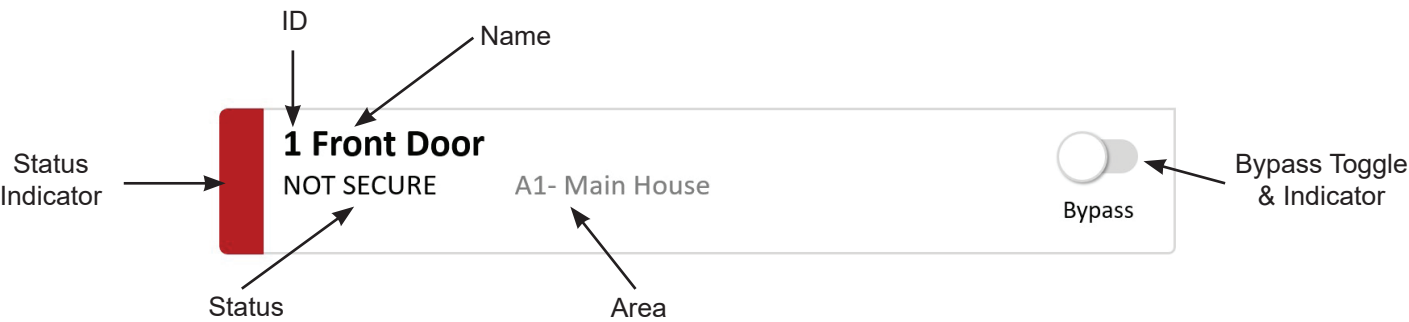 ID
Name
1 Front Door
Status
Indicator
NOT SECURE
A1- Main House
Bypass
Bypass Toggle
& Indicator
Status
Area